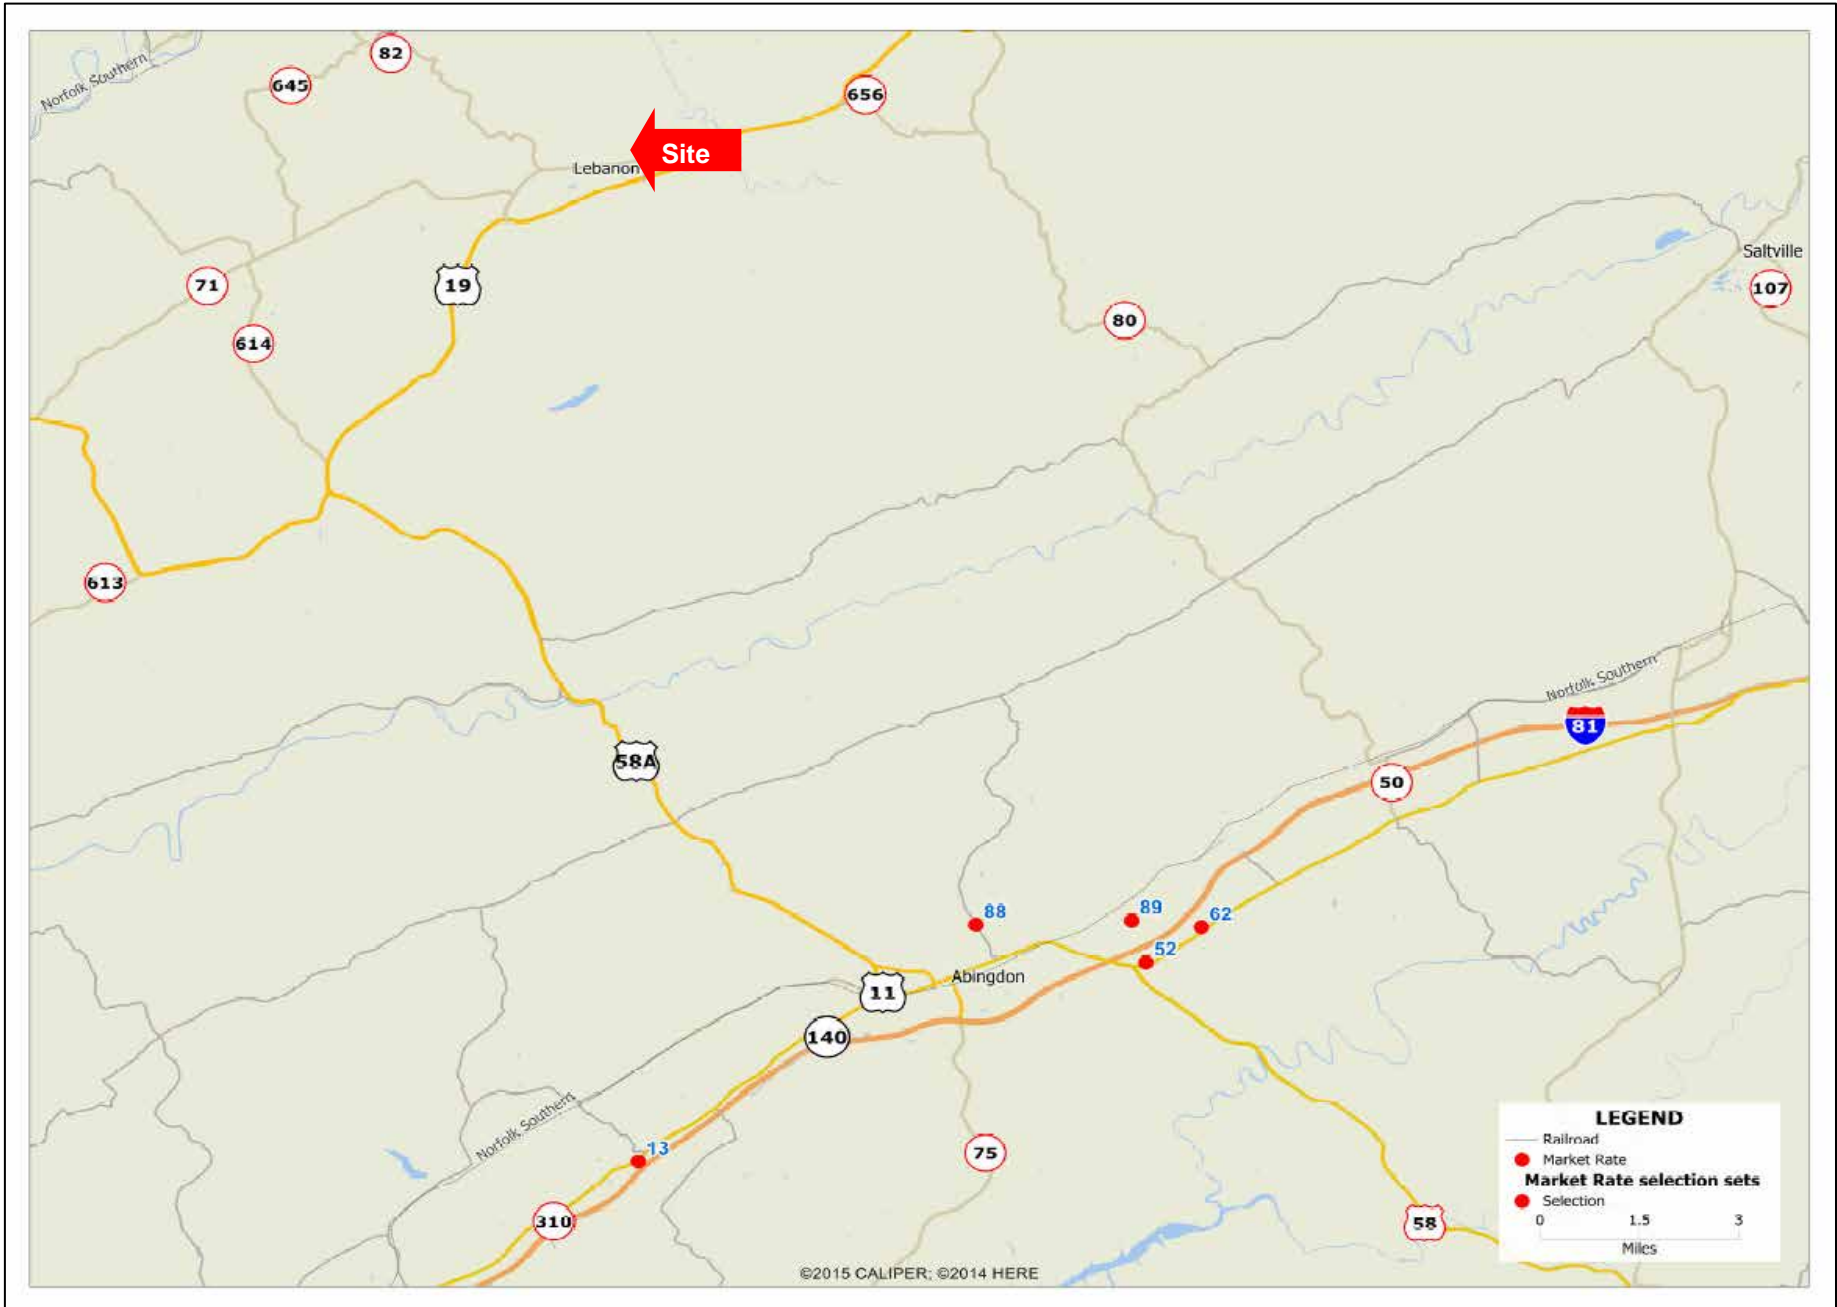 82
Norfolk Southern
645
656
Site
Lebanon
Saltville
71
19
107
80
614
613
Norfolk Southern
81
58A
50
88
89
62
52
Abingdon
11
140
Norfolk Southern
13
75
310
58
LEGEND
Railroad
Market Rate
Market Rate selection sets
Selection
0 1.5 3
Miles
©2015 CALIPER; ©2014 HERE